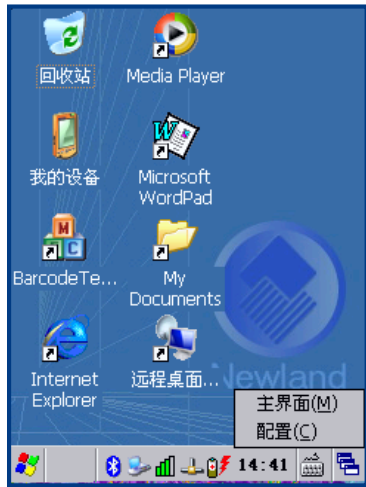 回收站
Media Player
我的设备
Microsoft
WordPad
BarcodeTe...
My
Documents
Internet
Explorer
远程桌面...
Newland
主界面(M)
配置(C)
14:41